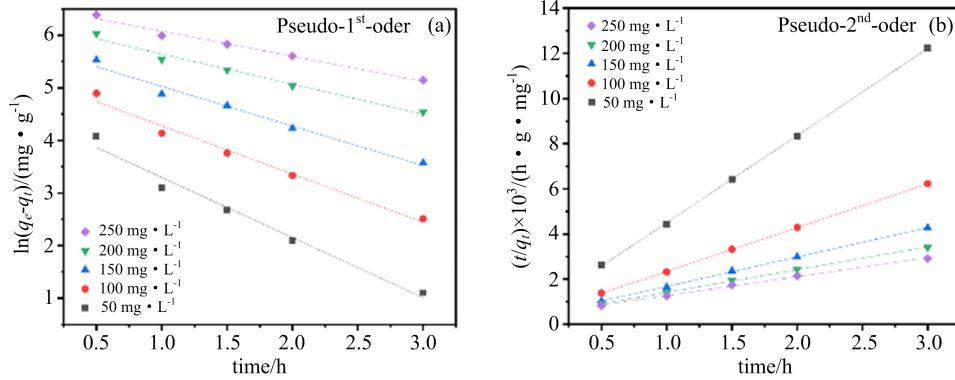 Pseudo-1st-oder (a)
ln(qe-qt)/(mg • g-1)
6
5
4
3
2
1
250 mg • L-1
200 mg • L-1
150 mg • L-1
100 mg • L-1
50 mg • L-1
0.5 1.0 1.5 2.0 2.5 3.0
time/h
Pseudo-2nd-oder (b)
(t/qt)×103/(h • g • mg-1)
14
12
10
8
6
4
2
0
250 mg • L-1
200 mg • L-1
150 mg • L-1
100 mg • L-1
50 mg • L-1
0.5 1.0 1.5 2.0 2.5 3.0
time/h